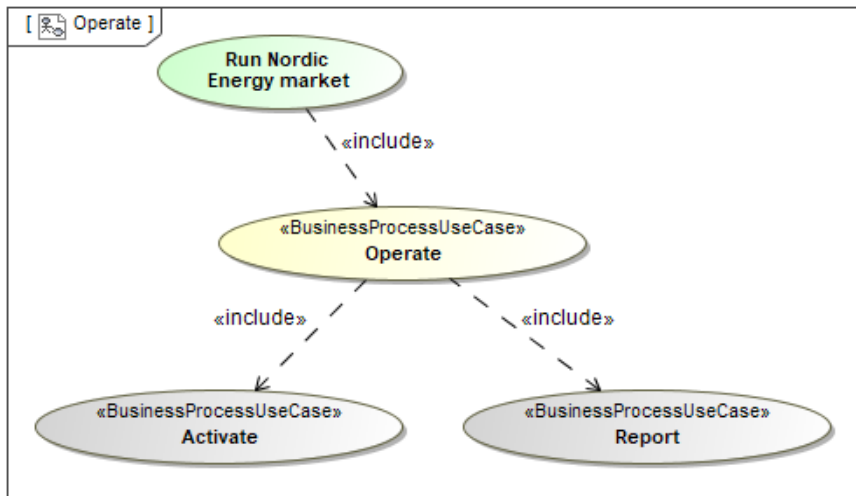 [ Operate ]
Run Nordic
Energy market
«include»
«BusinessProcessUseCase»
Operate
«include»
«include»
«BusinessProcessUseCase»
Activate
«BusinessProcessUseCase»
Report